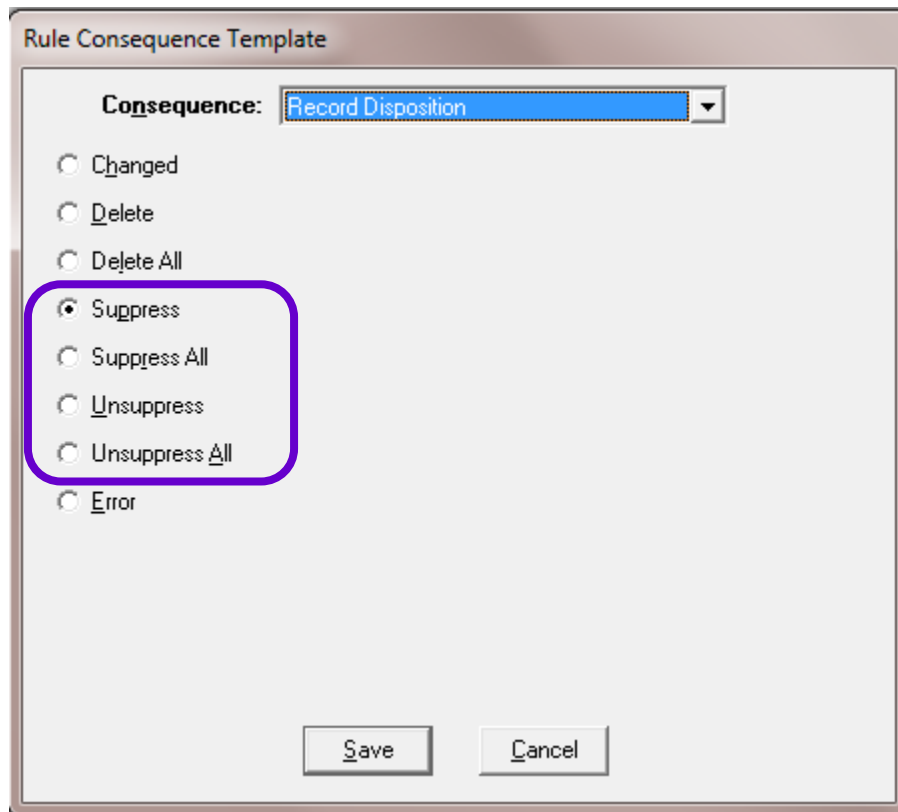 Rule Consequence Template
Consequence: Record Disposition
Changed
Delete
Delete All
Suppress
Suppress All
Unsuppress
Unsuppress All
Error
Save Cancel